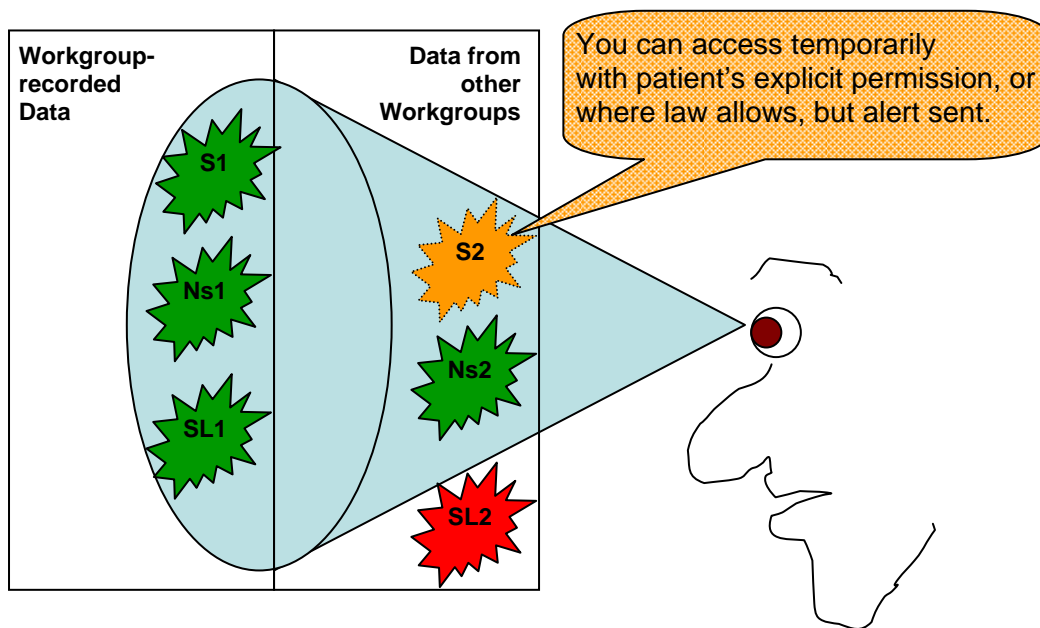 Workgroup-
recorded
Data
Data from
other
Workgroups
You can access temporarily
with patient’s explicit permission, or
where law allows, but alert sent.
S1
S2
Ns1
Ns2
SL1
SL2